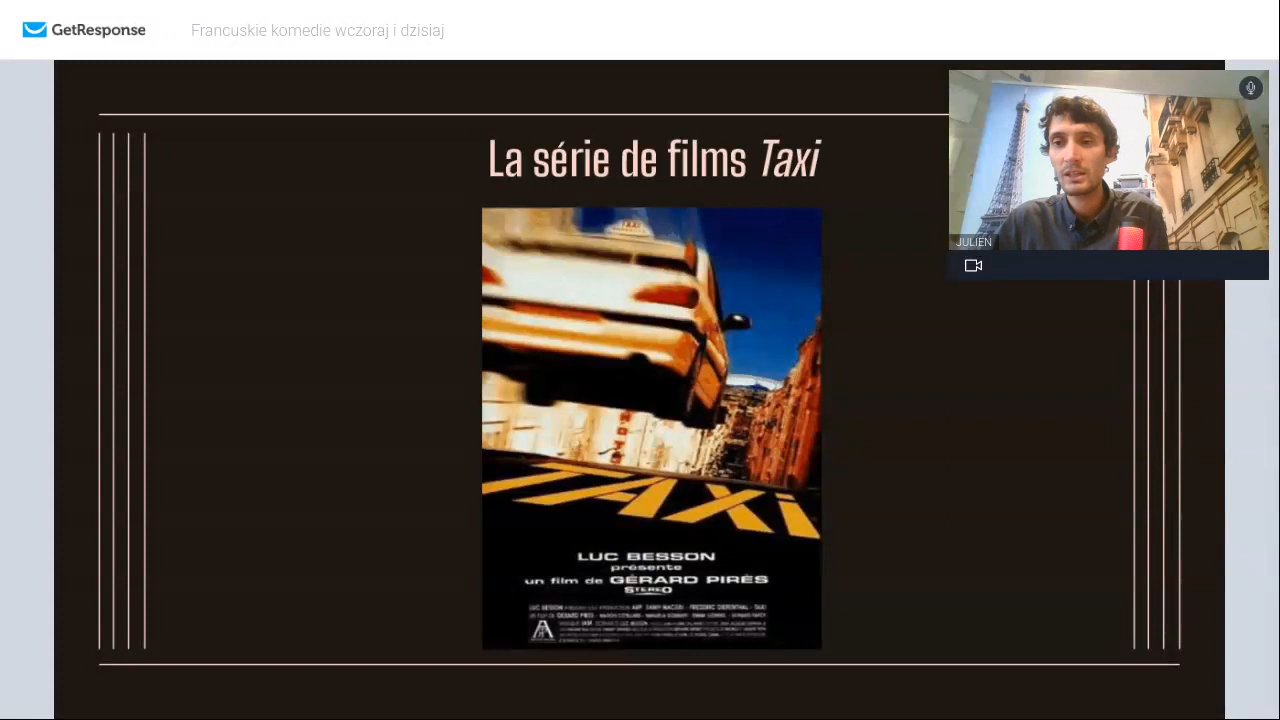 GetResponse
Francuskie komedie wczoraj i dzisiaj
La série de films Taxi
JULIEN
TAXi
LUC BESSON
présente
un film de GÉRARD PIRÈS
STEREO